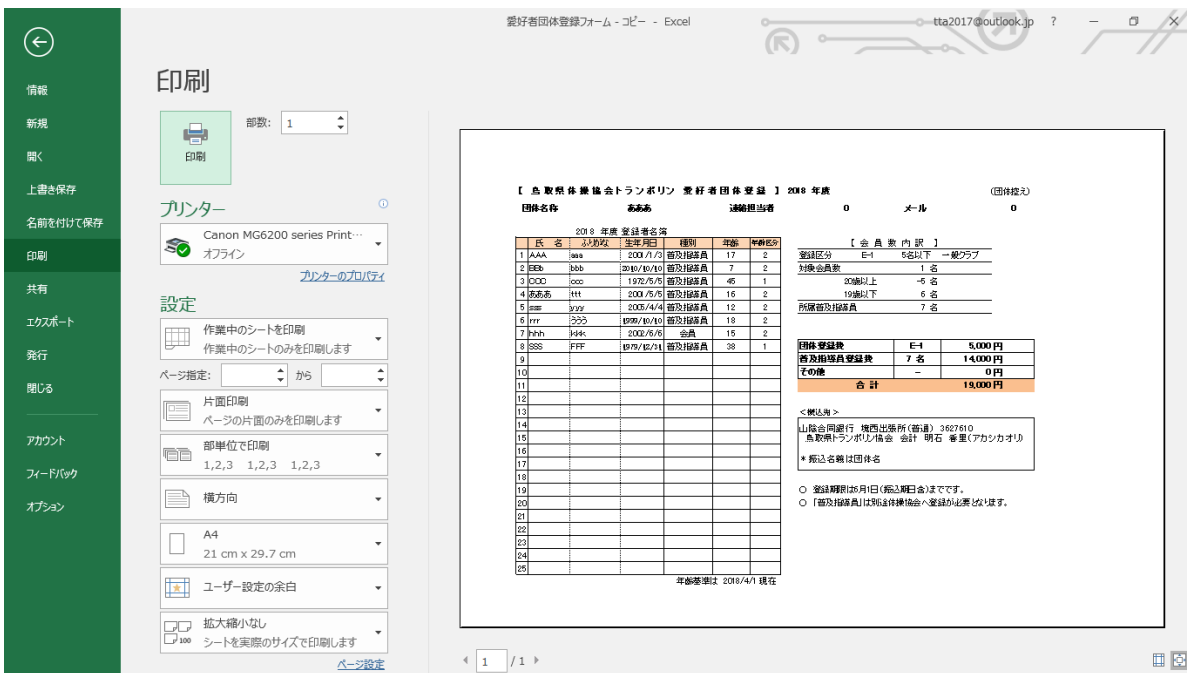 愛好者団体登録フォーム - コピー - Excel
tta2017@outlook.jp ?
情報
新規
開く
上書き保存
名前を付けて保存
印刷
共有
エクスポート
発行
閉じる
アカウント
フィードバック
オプション
印刷
部数: 1
印刷
プリンター
Canon MG6200 series Print…
オフライン
プリンターのプロパティ
設定
作業中のシートを印刷
作業中のシートのみを印刷します
ページ指定: から
片面印刷
ページの片面のみを印刷します
部単位で印刷
1,2,3 1,2,3 1,2,3
横方向
A4
21 cm x 29.7 cm
ユーザー設定の余白
拡大縮小なし
100 シートを実際のサイズで印刷します
ページ設定
【 鳥取県体操協会トランポリン 愛好者団体登録 】 2018 年度 (団体控え)
団体名称 あああ 連絡担当者 0 メール 0
2018 年度 登録者名簿
氏 名 ふりがな 生年月日 種別 年齢 年齢区分
1 AAA aaa 2001/1/3 普及指導員 17 2
2 BBb bbb 2010/10/10 普及指導員 7 2
3 CCC ccc 1972/5/5 普及指導員 45 1
4 あああ ttt 2001/5/5 普及指導員 16 2
5 sss yyy 2005/4/4 普及指導員 12 2
6 rrr ううう 1999/10/10 普及指導員 18 2
7 hhh kkk 2002/6/6 会員 15 2
8 SSS FFF 1979/12/31 普及指導員 38 1
9
10
11
12
13
14
15
16
17
18
19
20
21
22
23
24
25
年齢基準は 2018/4/1 現在
【 会 員 数 内 訳 】
登録区分 E-1 5名以下 一般クラブ
対象会員数 1 名
20歳以上 -5 名
19歳以下 6 名
所属普及指導員 7 名
団体登録費 E-1 5,000 円
普及指導員登録費 7 名 14,000 円
その他 - 0 円
合 計 19,000 円
<振込先>
山陰合同銀行 境西出張所(普通) 3627610
鳥取県トランポリン協会 会計 明石 香里(アカシカオリ)
* 振込名義は団体名
○ 登録期限は6月1日(振込期日含)までです。
○ 「普及指導員」は別途体操協会へ登録が必要となります。
1 / 1